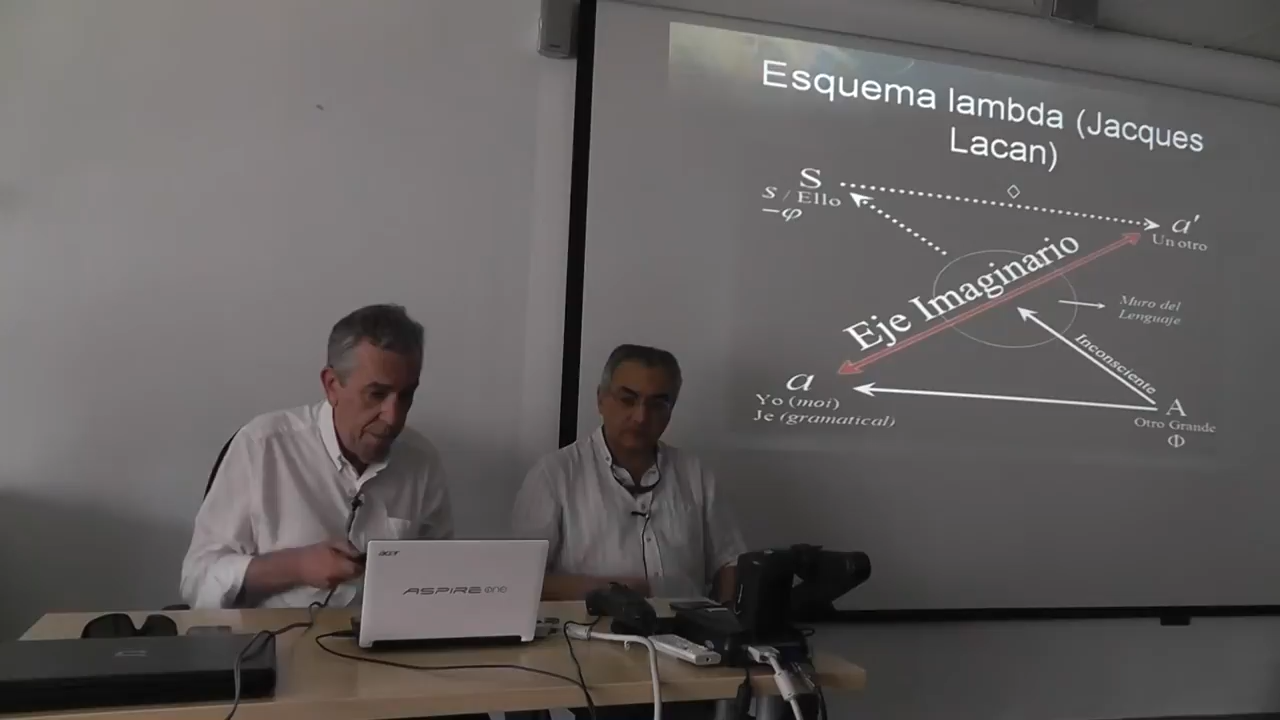 Esquema lambda (Jacques
Lacan)
S
s / Ello
−φ
◇
a'
Un otro
Eje Imaginario
Muro del
Lenguaje
Inconsciente
a
Yo (moi)
Je (gramatical)
A
Otro Grande
Φ
acer
ASPIRE one